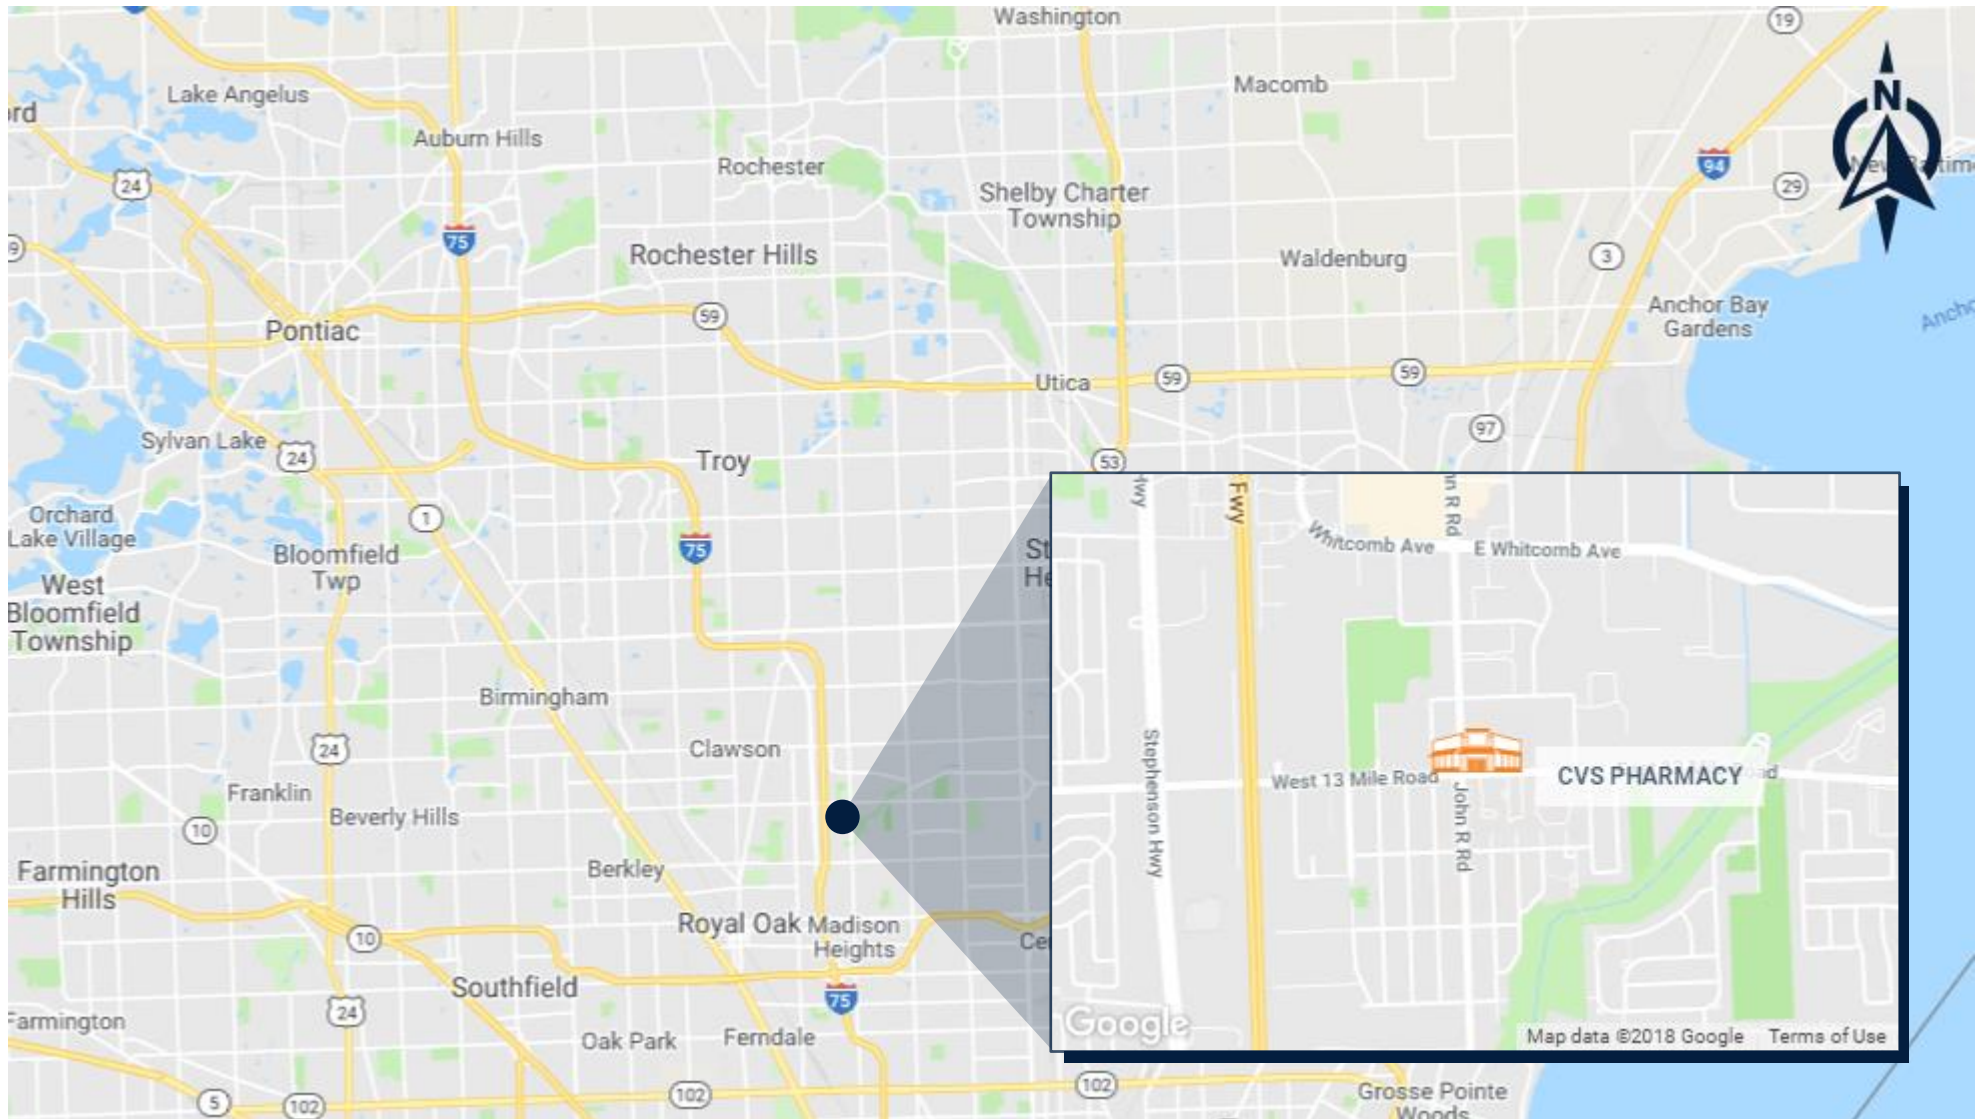 Washington
19
Macomb
Lake Angelus
Auburn Hills
N
94
Rochester
24
29
Shelby Charter
Township
75
Rochester Hills
Waldenburg
3
Anchor Bay
Gardens
59
Pontiac
Utica
59
59
97
Sylvan Lake
24
Troy
53
1
Orchard
Lake Village
Bloomfield
Twp
75
West
Bloomfield
Township
Birmingham
Clawson
24
Franklin
Beverly Hills
10
Berkley
Farmington
Hills
Royal Oak
Madison
Heights
10
Southfield
75
24
Farmington
Oak Park
Ferndale
102
102
5
102
Grosse Pointe
Woods
Fwy
Whitcomb Ave
E Whitcomb Ave
Stephenson Hwy
West 13 Mile Road
CVS PHARMACY
John R Rd
Google
Map data ©2018 Google
Terms of Use